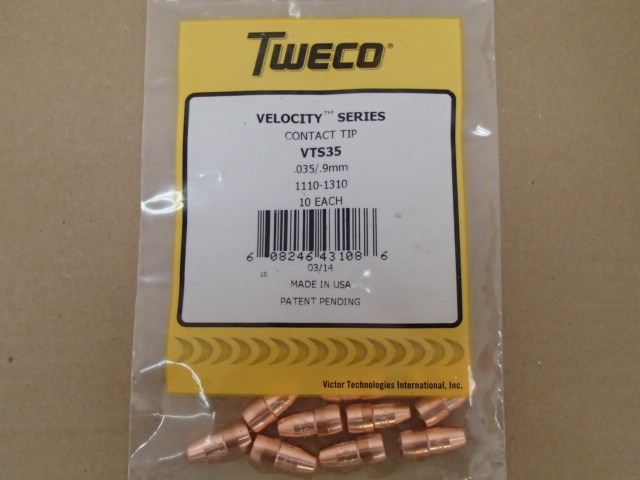 TWECO®
VELOCITY™ SERIES
CONTACT TIP
VTS35
.035/.9mm
1110-1310
10 EACH
6 08246 43108 6
03/14
10
MADE IN USA
PATENT PENDING
Victor Technologies International, Inc.